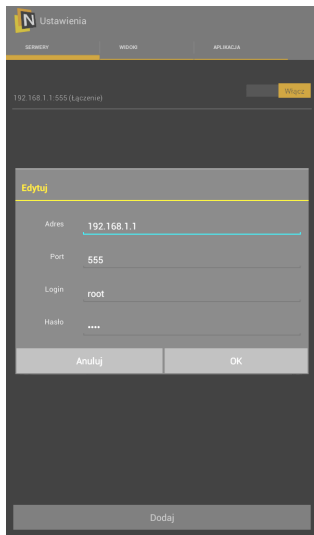 N Ustawienia
SERWERY WIDOKI APLIKACJA
192.168.1.1:555 (Łączenie) Włącz
Edytuj
Adres 192.168.1.1
Port 555
Login root
Hasło ••••
Anuluj OK
Dodaj